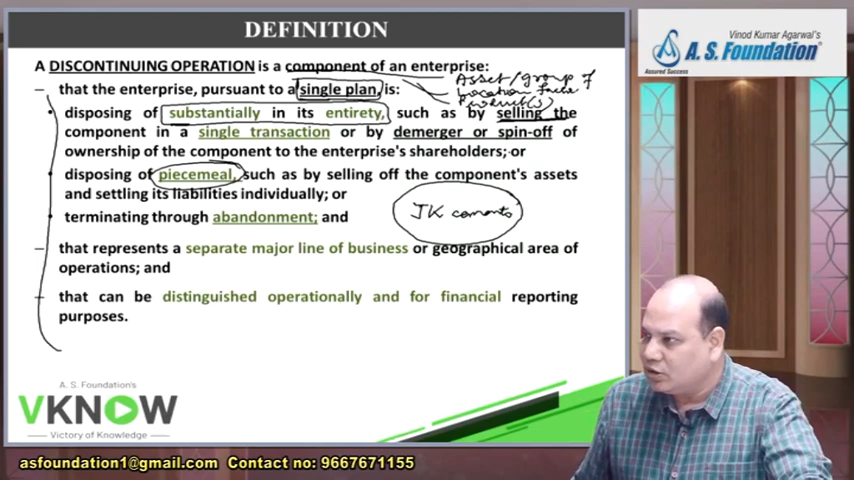 DEFINITION
Vinod Kumar Agarwal's
A. S. Foundation®
Assured Success
A DISCONTINUING OPERATION is a component of an enterprise:
Asset/group of
– that the enterprise, pursuant to a single plan, is:
Location
Product(s)
• disposing of substantially in its entirety, such as by selling the
component in a single transaction or by demerger or spin-off of
ownership of the component to the enterprise's shareholders; or
• disposing of piecemeal, such as by selling off the component's assets
and settling its liabilities individually; or
JK cements
• terminating through abandonment; and
– that represents a separate major line of business or geographical area of
operations; and
– that can be distinguished operationally and for financial reporting
purposes.
A. S. Foundation's
VKNOW
Victory of Knowledge
asfoundation1@gmail.com Contact no: 9667671155